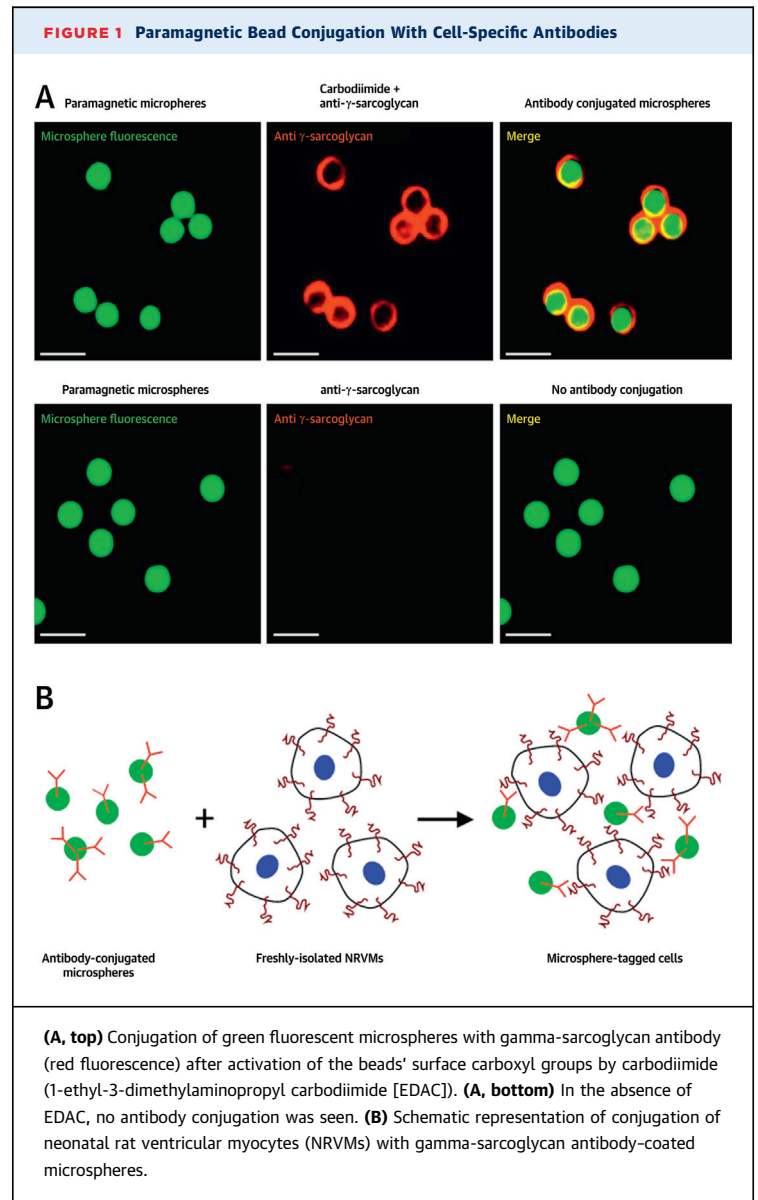 FIGURE 1 Paramagnetic Bead Conjugation With Cell-Specific Antibodies
A
Paramagnetic micropheres
Carbodiimide +
anti-γ-sarcoglycan
Antibody conjugated microspheres
Microsphere fluorescence
Anti γ-sarcoglycan
Merge
Paramagnetic microspheres
anti-γ-sarcoglycan
No antibody conjugation
Microsphere fluorescence
Anti γ-sarcoglycan
Merge
B
+
Antibody-conjugated
microspheres
Freshly-isolated NRVMs
Microsphere-tagged cells
(A, top) Conjugation of green fluorescent microspheres with gamma-sarcoglycan antibody
(red fluorescence) after activation of the beads' surface carboxyl groups by carbodiimide
(1-ethyl-3-dimethylaminopropyl carbodiimide [EDAC]). (A, bottom) In the absence of
EDAC, no antibody conjugation was seen. (B) Schematic representation of conjugation of
neonatal rat ventricular myocytes (NRVMs) with gamma-sarcoglycan antibody–coated
microspheres.